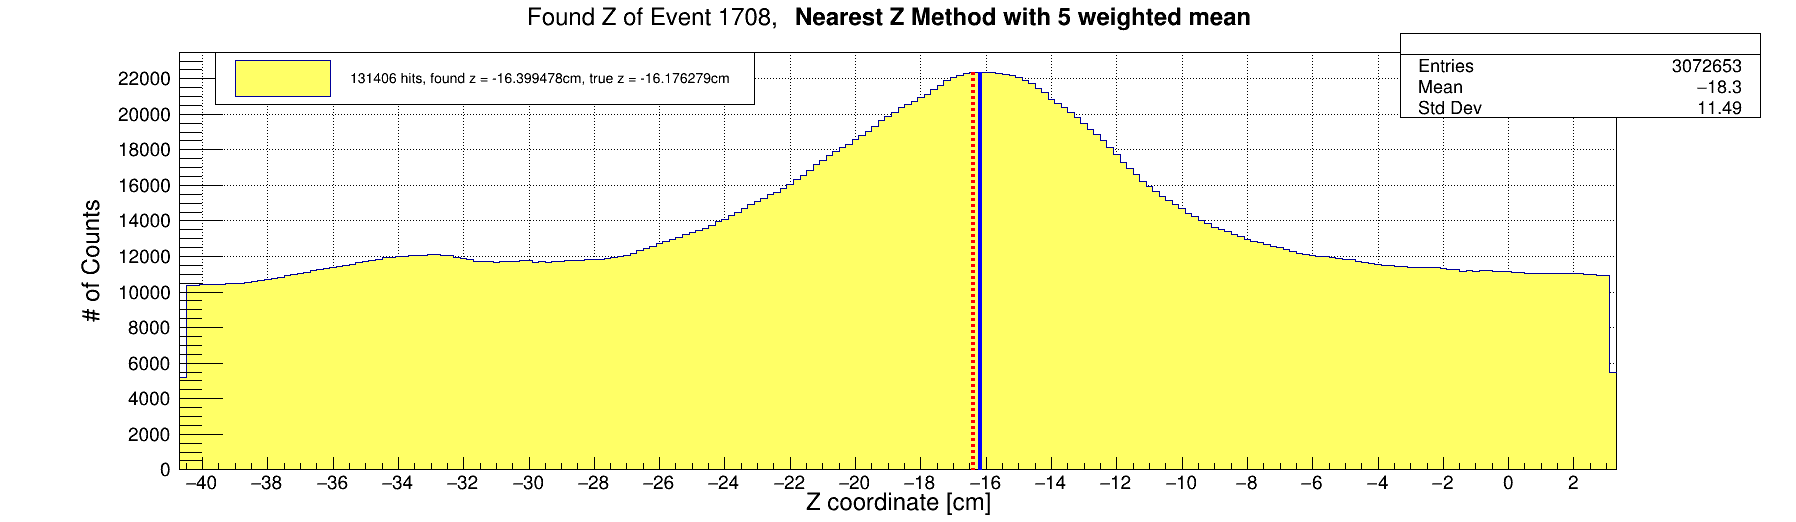 Found Z of Event 1708, Nearest Z Method with 5 weighted mean
131406 hits, found z = -16.399478cm, true z = -16.176279cm
Entries 3072653
Mean −18.3
Std Dev 11.49
# of Counts
22000
20000
18000
16000
14000
12000
10000
8000
6000
4000
2000
0
−40 −38 −36 −34 −32 −30 −28 −26 −24 −22 −20 −18 −16 −14 −12 −10 −8 −6 −4 −2 0 2
Z coordinate [cm]